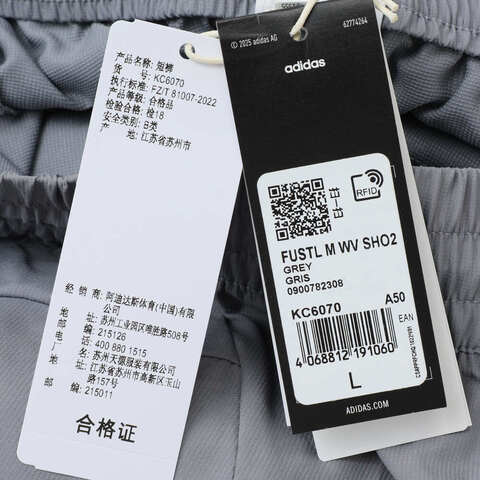 产品名称: 短裤
货 号: KC6070
执行标准: FZ/T 81007-2022
产品等级: 合格品
检验合格: 检18
安全类别: B类
产 地: 江苏省苏州市
经 销 商: 阿迪达斯体育(中国)有限
公司
地 址: 苏州工业园河唯胜路508号
邮 编: 215126
电 话: 400 880 1515
制 造 商: 苏州天源服装有限公司
地 址: 江苏省苏州市高新区玉山
路157号
邮 编: 215011
合格证
62774264
© 2025 adidas AG
adidas
RFID
FUSTL M WV SHO2
GREY
GRIS
0900782308
KC6070 A50
EAN
4 068812 191060
L
ADIDAS.COM